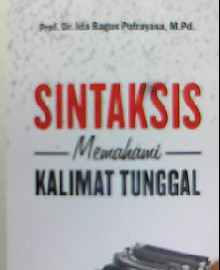 Prof. Dr. Ida Bagus Putrayasa, M.Pd.
SINTAKSIS
Memahami
KALIMAT TUNGGAL